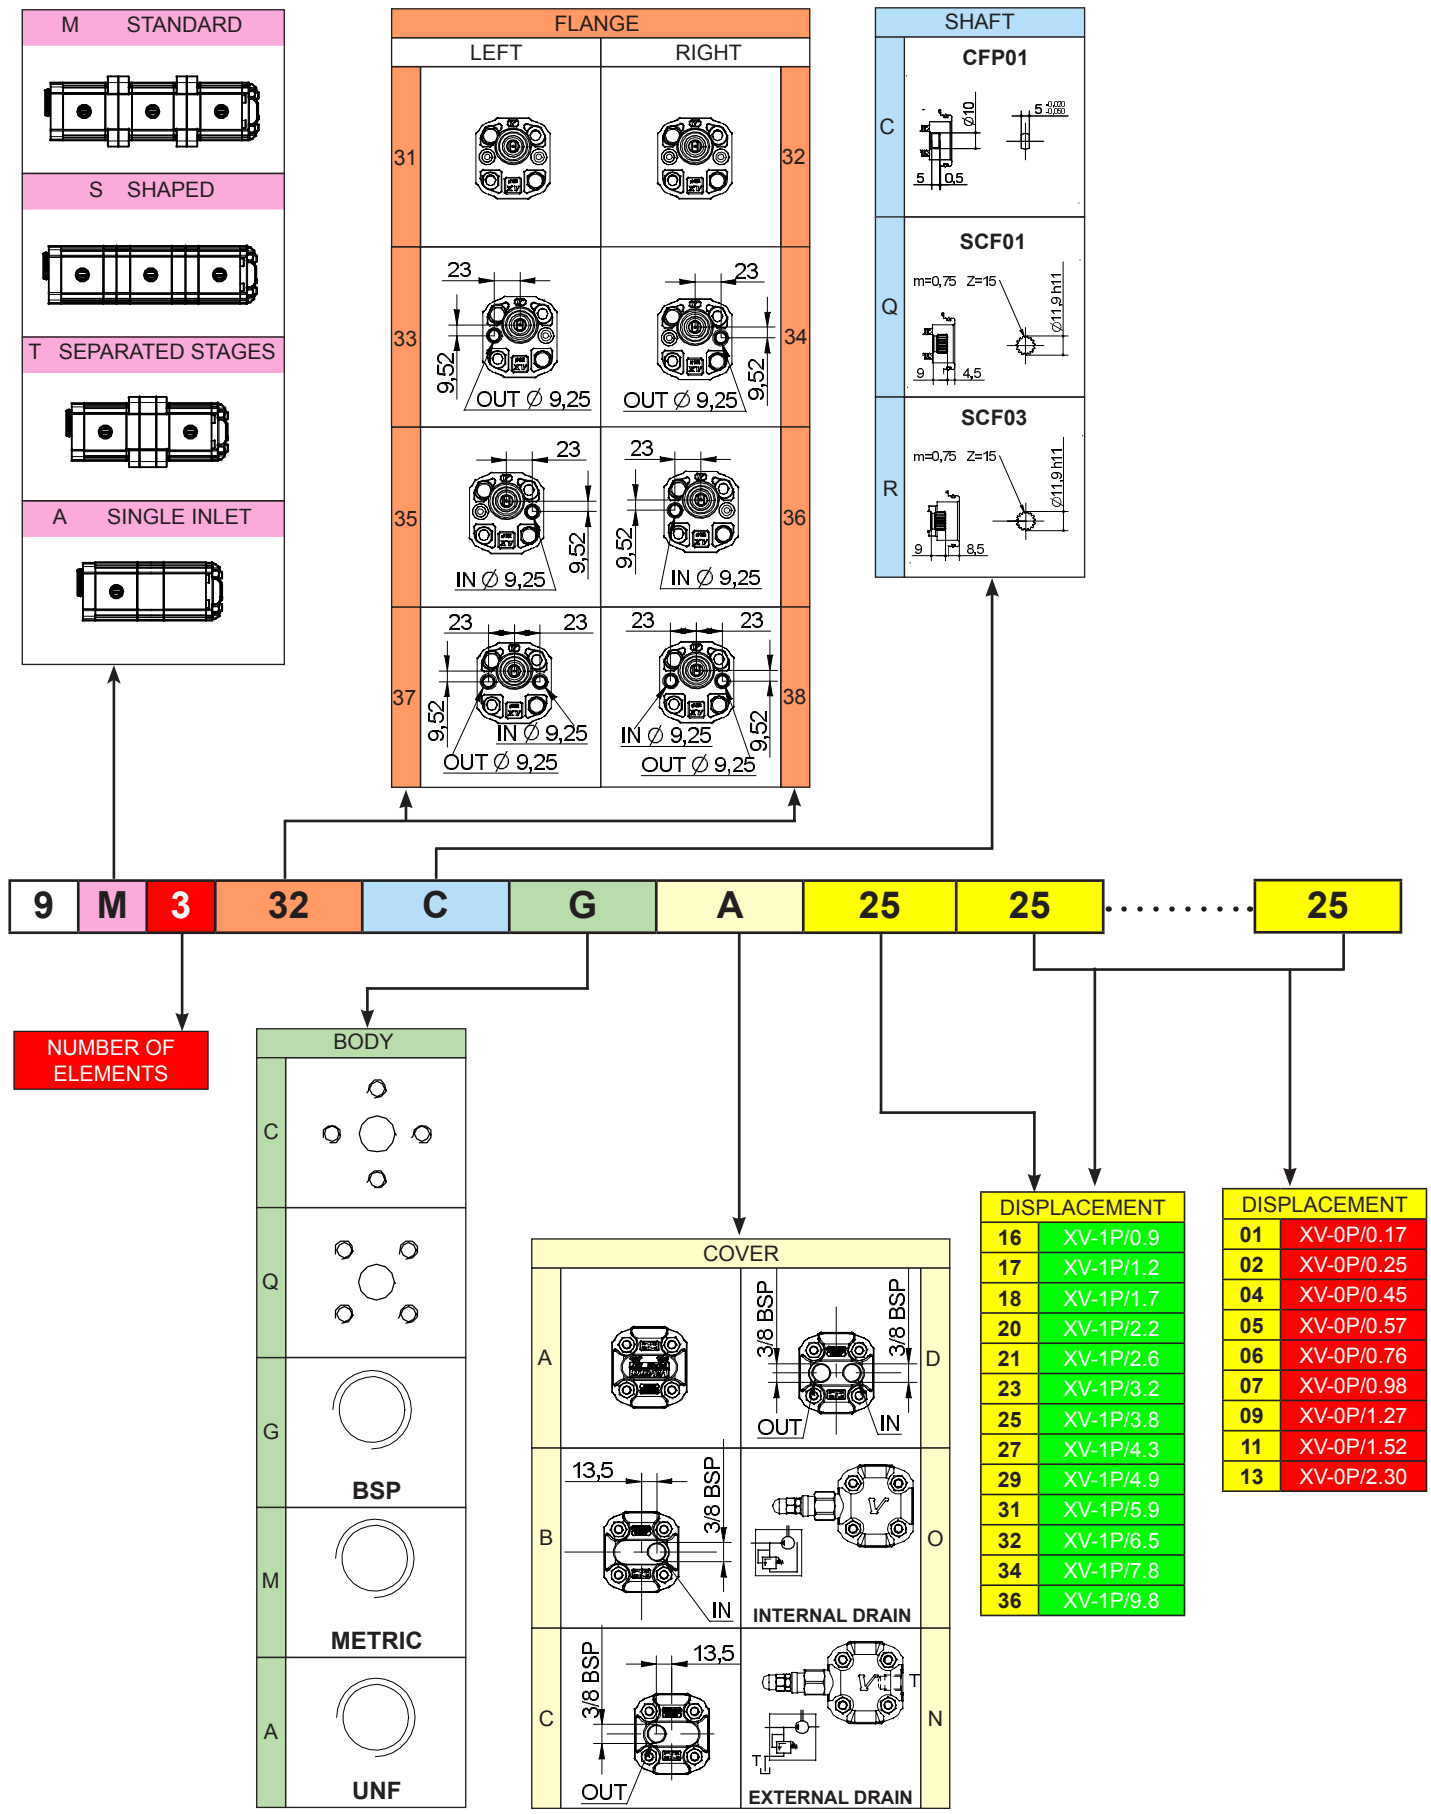 M STANDARD
S SHAPED
T SEPARATED STAGES
A SINGLE INLET
FLANGE
LEFT RIGHT
31 32
33 34
23 23
9,52 9,52
OUT Ø 9,25 OUT Ø 9,25
35 36
23 23
9,52 9,52
IN Ø 9,25 IN Ø 9,25
37 38
23 23 23 23
9,52 9,52
IN Ø 9,25 IN Ø 9,25
OUT Ø 9,25 OUT Ø 9,25
SHAFT
C
CFP01
Ø10
5 -0,020 -0,050
5 0,5
Q
SCF01
m=0,75 Z=15
Ø11,9 h11
9 4,5
R
SCF03
m=0,75 Z=15
Ø11,9 h11
9 8,5
9 M 3 32 C G A 25 25 .......... 25
NUMBER OF
ELEMENTS
BODY
C
Q
G
BSP
M
METRIC
A
UNF
COVER
A D
3/8 BSP 3/8 BSP
OUT IN
B O
13,5
3/8 BSP
IN
INTERNAL DRAIN
C N
3/8 BSP
13,5
OUT
T
T
EXTERNAL DRAIN
DISPLACEMENT
16 XV-1P/0.9
17 XV-1P/1.2
18 XV-1P/1.7
20 XV-1P/2.2
21 XV-1P/2.6
23 XV-1P/3.2
25 XV-1P/3.8
27 XV-1P/4.3
29 XV-1P/4.9
31 XV-1P/5.9
32 XV-1P/6.5
34 XV-1P/7.8
36 XV-1P/9.8
DISPLACEMENT
01 XV-0P/0.17
02 XV-0P/0.25
04 XV-0P/0.45
05 XV-0P/0.57
06 XV-0P/0.76
07 XV-0P/0.98
09 XV-0P/1.27
11 XV-0P/1.52
13 XV-0P/2.30